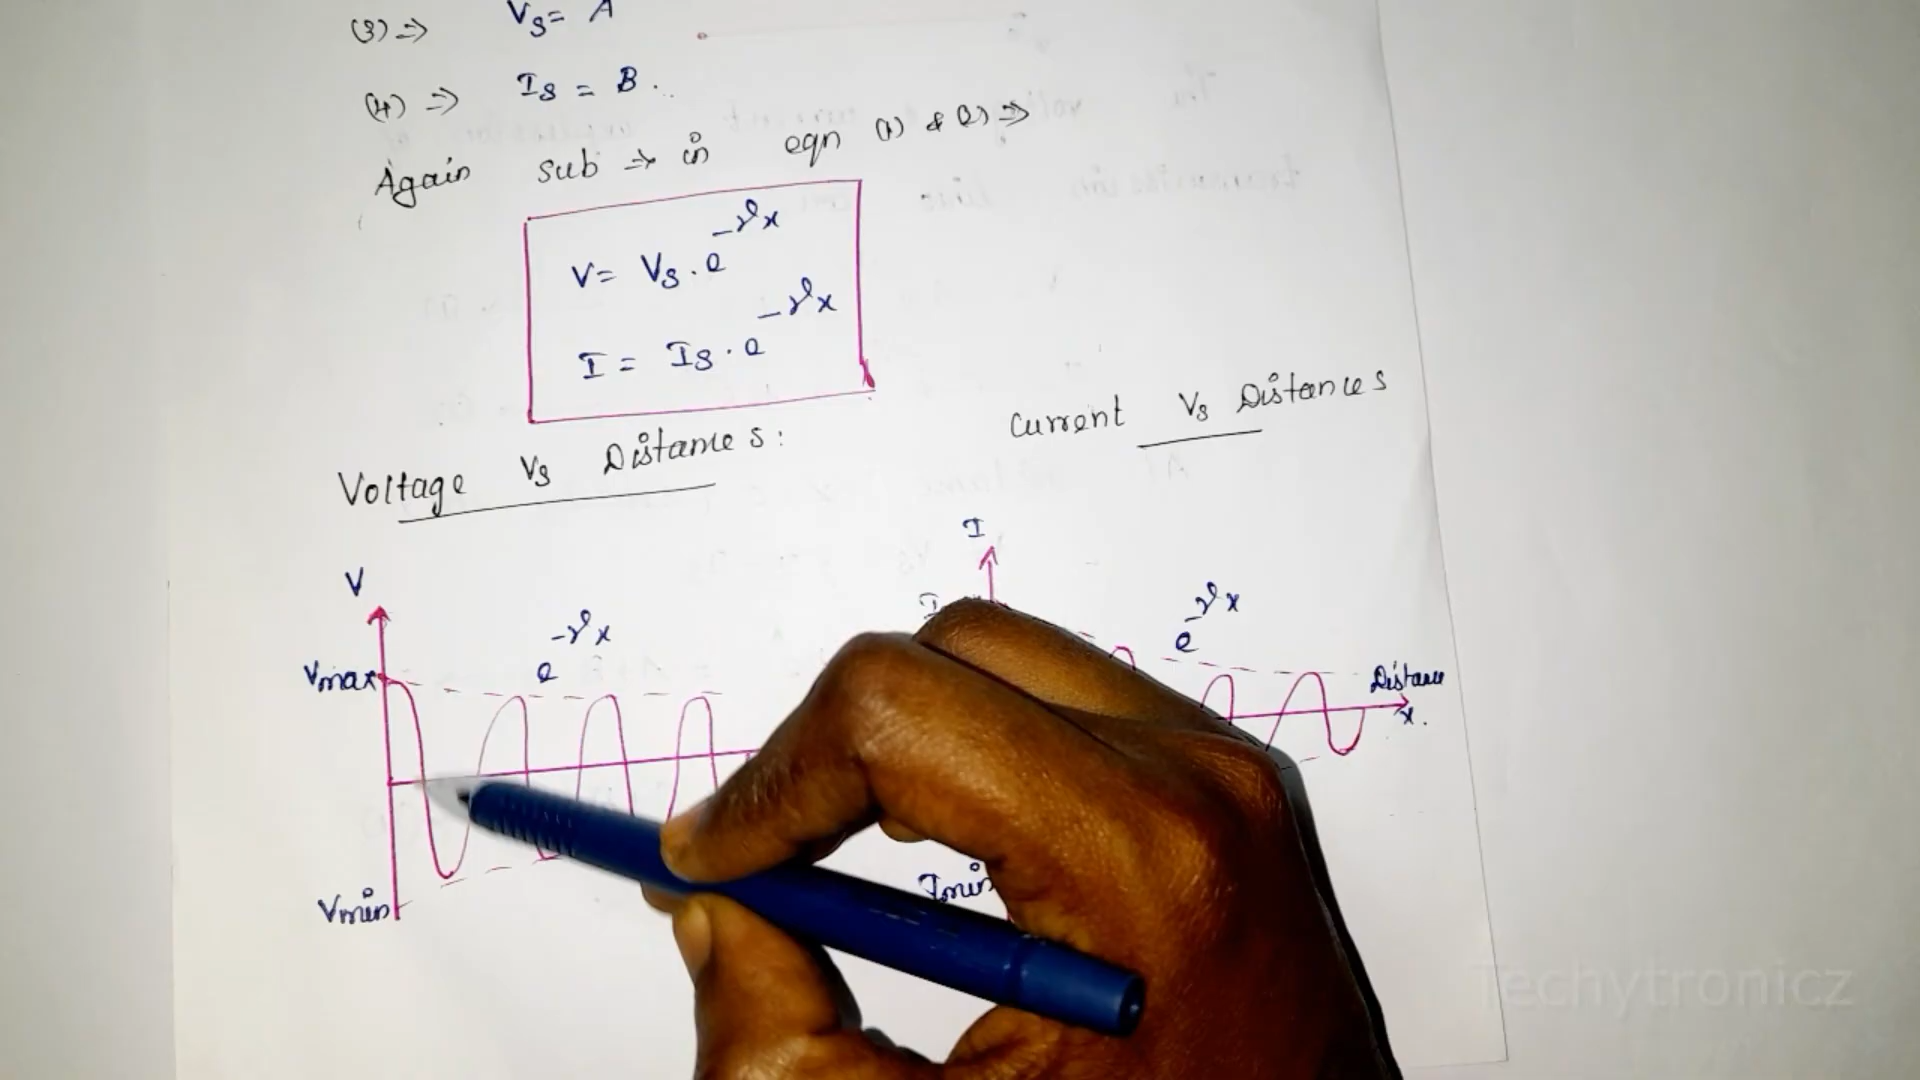 (3) ⇒ Vs = A
(4) ⇒ Is = B.
Again sub ⇒ in eqn (1) & (2) ⇒
V = Vs . e^-γx
I = Is . e^-γx
Voltage Vs Distances:
Current Vs Distances
V
Vmax
e^-γx
Vmin
I
e^-γx
Distance
x.
Imin
Techytronicz